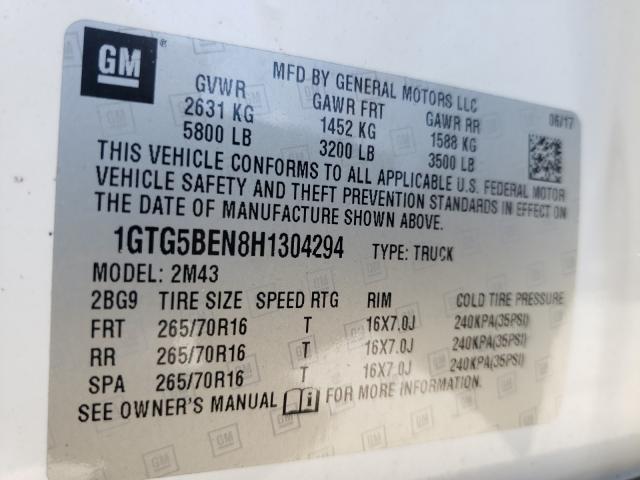 GM
®
MFD BY GENERAL MOTORS LLC
GVWR GAWR FRT GAWR RR 06/17
2631 KG 1452 KG 1588 KG
5800 LB 3200 LB 3500 LB
THIS VEHICLE CONFORMS TO ALL APPLICABLE U.S. FEDERAL MOTOR
VEHICLE SAFETY AND THEFT PREVENTION STANDARDS IN EFFECT ON
THE DATE OF MANUFACTURE SHOWN ABOVE.
1GTG5BEN8H1304294 TYPE: TRUCK
MODEL: 2M43
2BG9 TIRE SIZE SPEED RTG RIM COLD TIRE PRESSURE
FRT 265/70R16 T 16X7.0J 240KPA(35PSI)
RR 265/70R16 T 16X7.0J 240KPA(35PSI)
SPA 265/70R16 T 16X7.0J 240KPA(35PSI)
SEE OWNER'S MANUAL i FOR MORE INFORMATION.